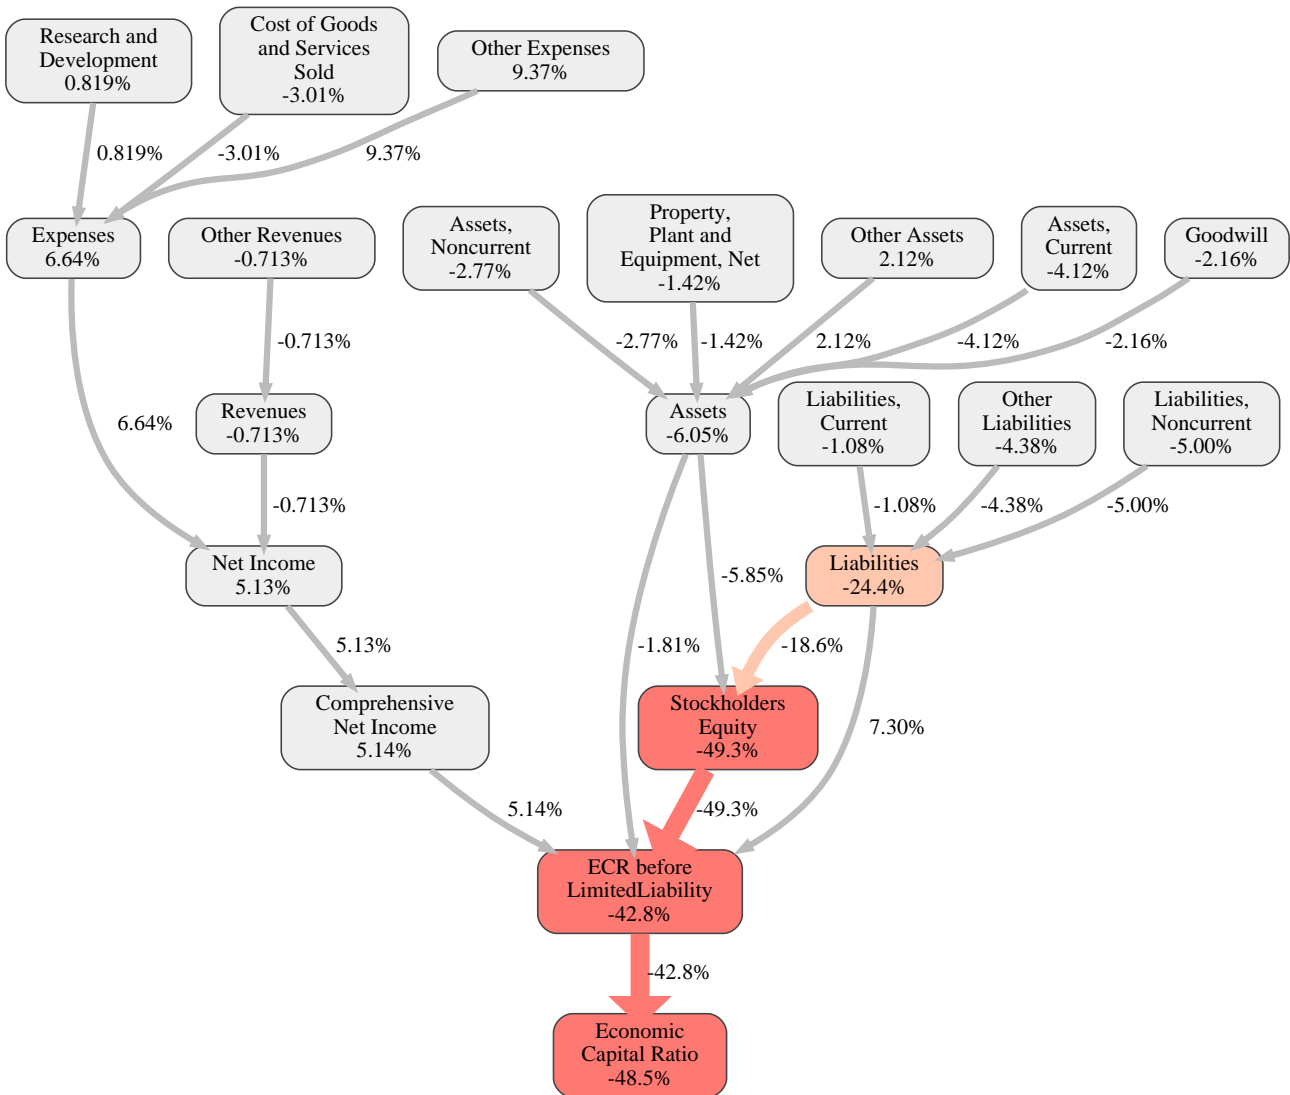 Research and
Development
0.819%
Cost of Goods
and Services
Sold
-3.01%
Other Expenses
9.37%
0.819%
-3.01%
9.37%
Expenses
6.64%
Other Revenues
-0.713%
Assets,
Noncurrent
-2.77%
Property,
Plant and
Equipment, Net
-1.42%
Other Assets
2.12%
Assets,
Current
-4.12%
Goodwill
-2.16%
-0.713%
-2.77%
-1.42%
2.12%
-4.12%
-2.16%
6.64%
Revenues
-0.713%
Assets
-6.05%
Liabilities,
Current
-1.08%
Other
Liabilities
-4.38%
Liabilities,
Noncurrent
-5.00%
-0.713%
-1.08%
-4.38%
-5.00%
Net Income
5.13%
-5.85%
Liabilities
-24.4%
5.13%
-1.81%
-18.6%
Comprehensive
Net Income
5.14%
Stockholders
Equity
-49.3%
7.30%
5.14%
-49.3%
ECR before
LimitedLiability
-42.8%
-42.8%
Economic
Capital Ratio
-48.5%